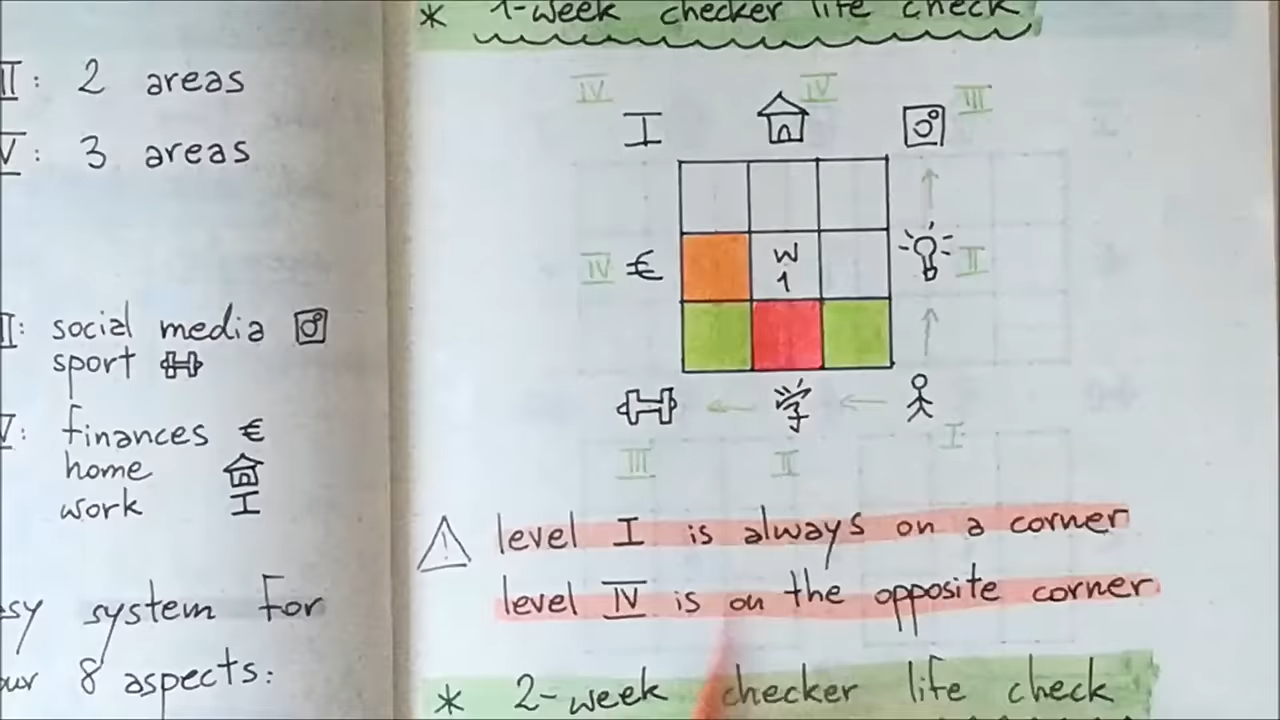 II: 2 areas
V: 3 areas
social media
sport
finances €
home
work I
system for
8 aspects:
* 1-week checker life check
IV
IV
III
I
IV €
W
1
II
I
III
II
⚠ level I is always on a corner
level IV is on the opposite corner
* 2-week checker life check